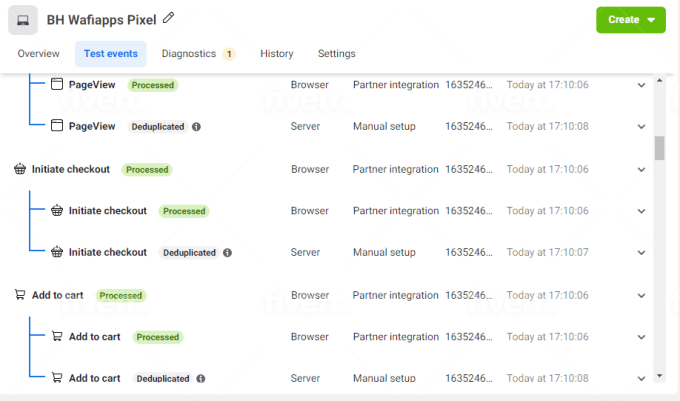 BH Wafiapps Pixel
Create
Overview Test events Diagnostics 1 History Settings
PageView Processed Browser Partner integration 1635246... Today at 17:10:06
PageView Deduplicated Server Manual setup 1635246... Today at 17:10:08
Initiate checkout Processed Browser Partner integration 1635246... Today at 17:10:06
Initiate checkout Processed Browser Partner integration 1635246... Today at 17:10:06
Initiate checkout Deduplicated Server Manual setup 1635246... Today at 17:10:07
Add to cart Processed Browser Partner integration 1635246... Today at 17:10:06
Add to cart Processed Browser Partner integration 1635246... Today at 17:10:06
Add to cart Deduplicated Server Manual setup 1635246... Today at 17:10:08